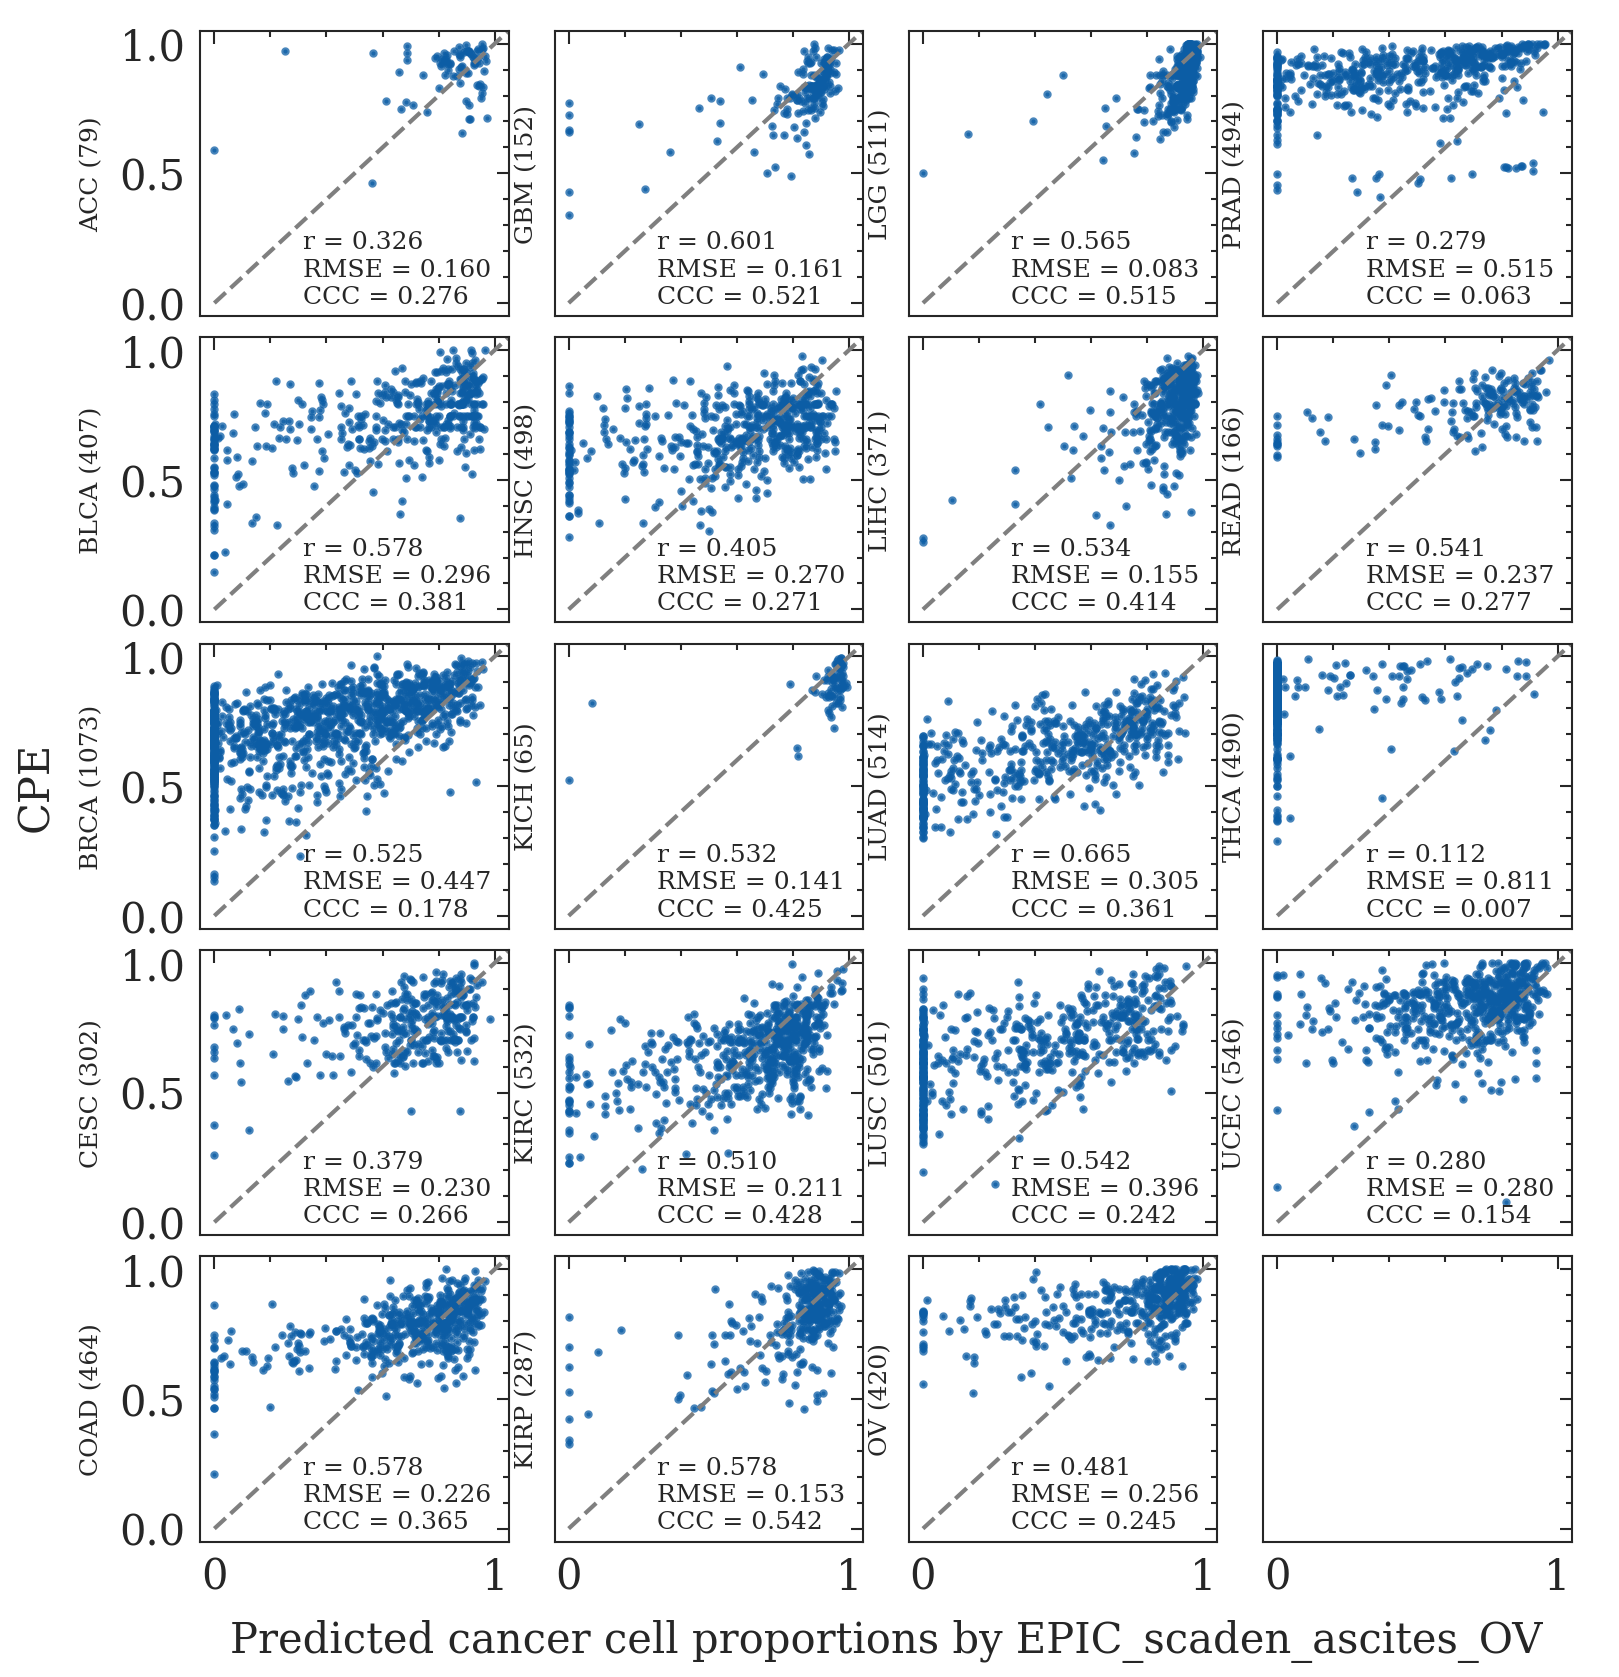 CPE
1.0
0.5
0.0
ACC (79)
r = 0.326
RMSE = 0.160
CCC = 0.276
GBM (152)
r = 0.601
RMSE = 0.161
CCC = 0.521
LGG (511)
r = 0.565
RMSE = 0.083
CCC = 0.515
PRAD (494)
r = 0.279
RMSE = 0.515
CCC = 0.063
1.0
0.5
0.0
BLCA (407)
r = 0.578
RMSE = 0.296
CCC = 0.381
HNSC (498)
r = 0.405
RMSE = 0.270
CCC = 0.271
LIHC (371)
r = 0.534
RMSE = 0.155
CCC = 0.414
READ (166)
r = 0.541
RMSE = 0.237
CCC = 0.277
1.0
0.5
0.0
BRCA (1073)
r = 0.525
RMSE = 0.447
CCC = 0.178
KICH (65)
r = 0.532
RMSE = 0.141
CCC = 0.425
LUAD (514)
r = 0.665
RMSE = 0.305
CCC = 0.361
THCA (490)
r = 0.112
RMSE = 0.811
CCC = 0.007
1.0
0.5
0.0
CESC (302)
r = 0.379
RMSE = 0.230
CCC = 0.266
KIRC (532)
r = 0.510
RMSE = 0.211
CCC = 0.428
LUSC (501)
r = 0.542
RMSE = 0.396
CCC = 0.242
UCEC (546)
r = 0.280
RMSE = 0.280
CCC = 0.154
1.0
0.5
0.0
COAD (464)
r = 0.578
RMSE = 0.226
CCC = 0.365
KIRP (287)
r = 0.578
RMSE = 0.153
CCC = 0.542
OV (420)
r = 0.481
RMSE = 0.256
CCC = 0.245
0 1 0 1 0 1 0 1
Predicted cancer cell proportions by EPIC_scaden_ascites_OV